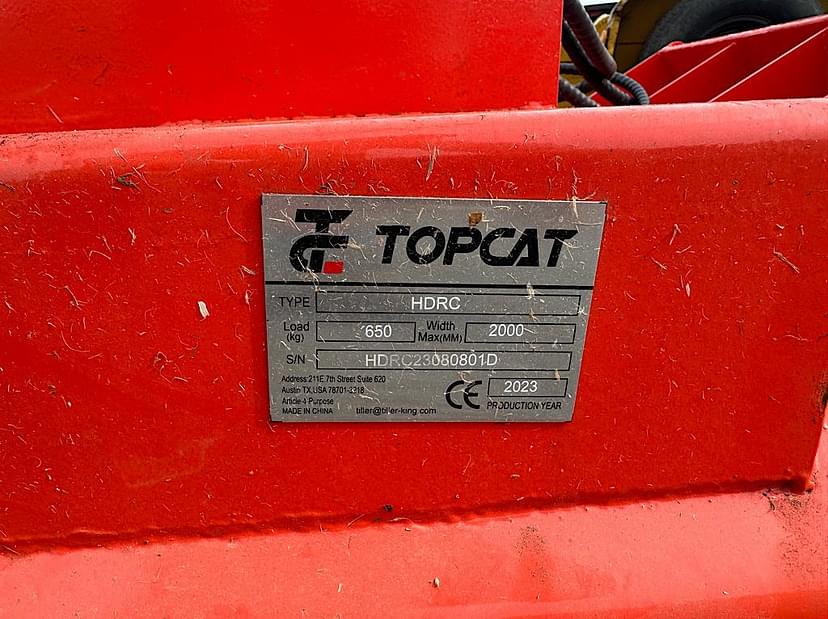 TOPCAT
TYPE HDRC
Load (kg) 650 Width Max(MM) 2000
S/N HDRC23080801D
Address:211E.7th Street Suite 620
Austin TX,USA 78701-3218
Article 4 Purpose
MADE IN CHINA tiller@tiller-king.com
CE 2023
PRODUCTION YEAR